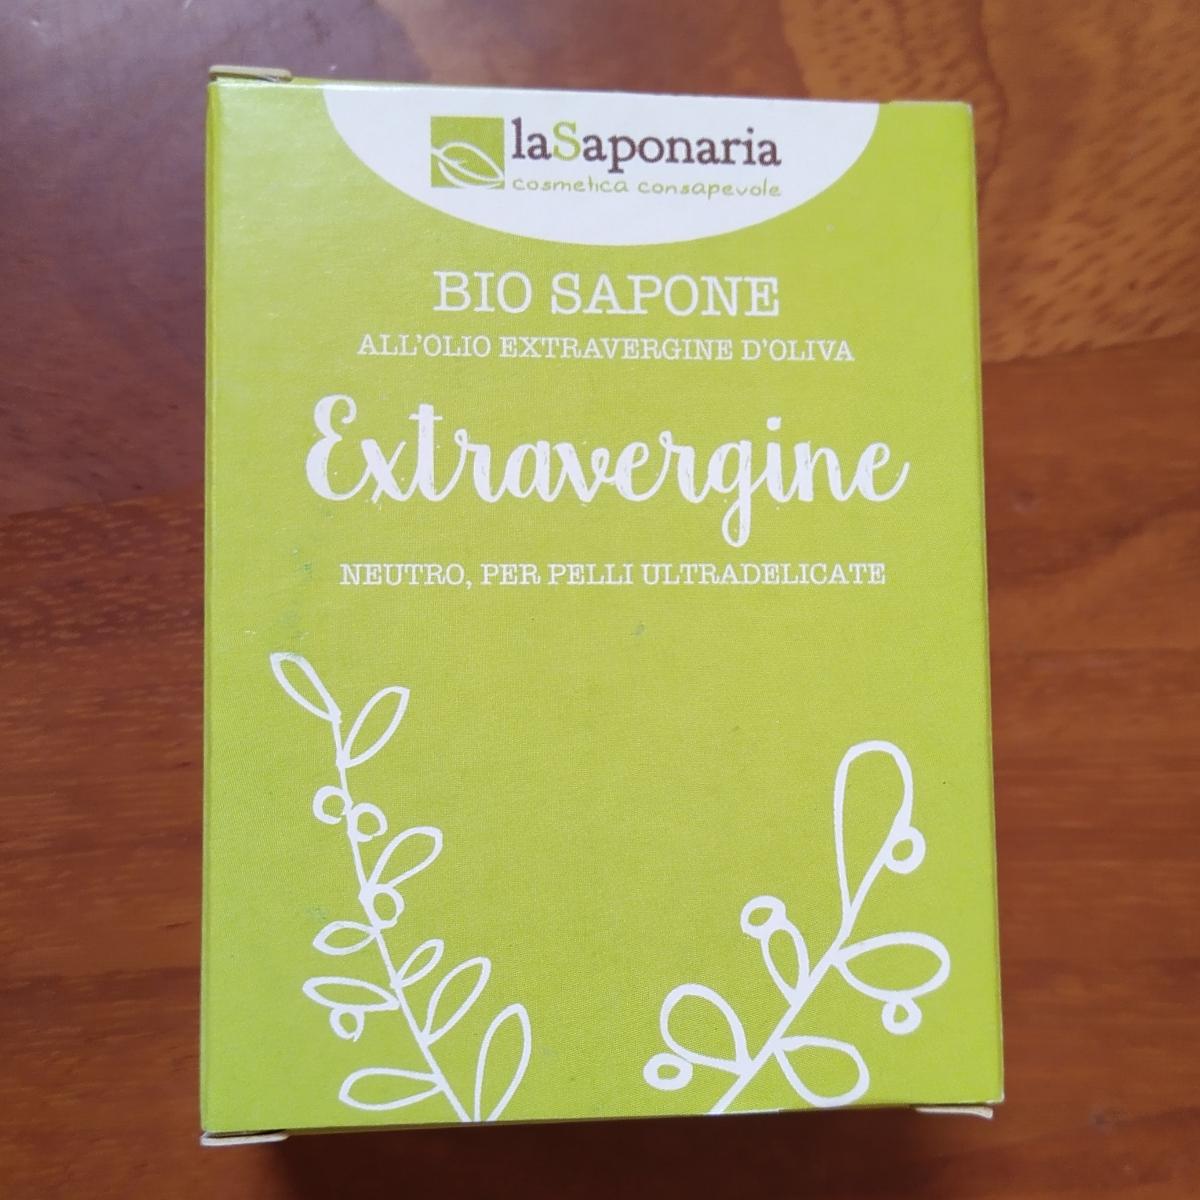 laSaponaria
cosmetica consapevole
BIO SAPONE
ALL'OLIO EXTRAVERGINE D'OLIVA
Extravergine
NEUTRO, PER PELLI ULTRADELICATE